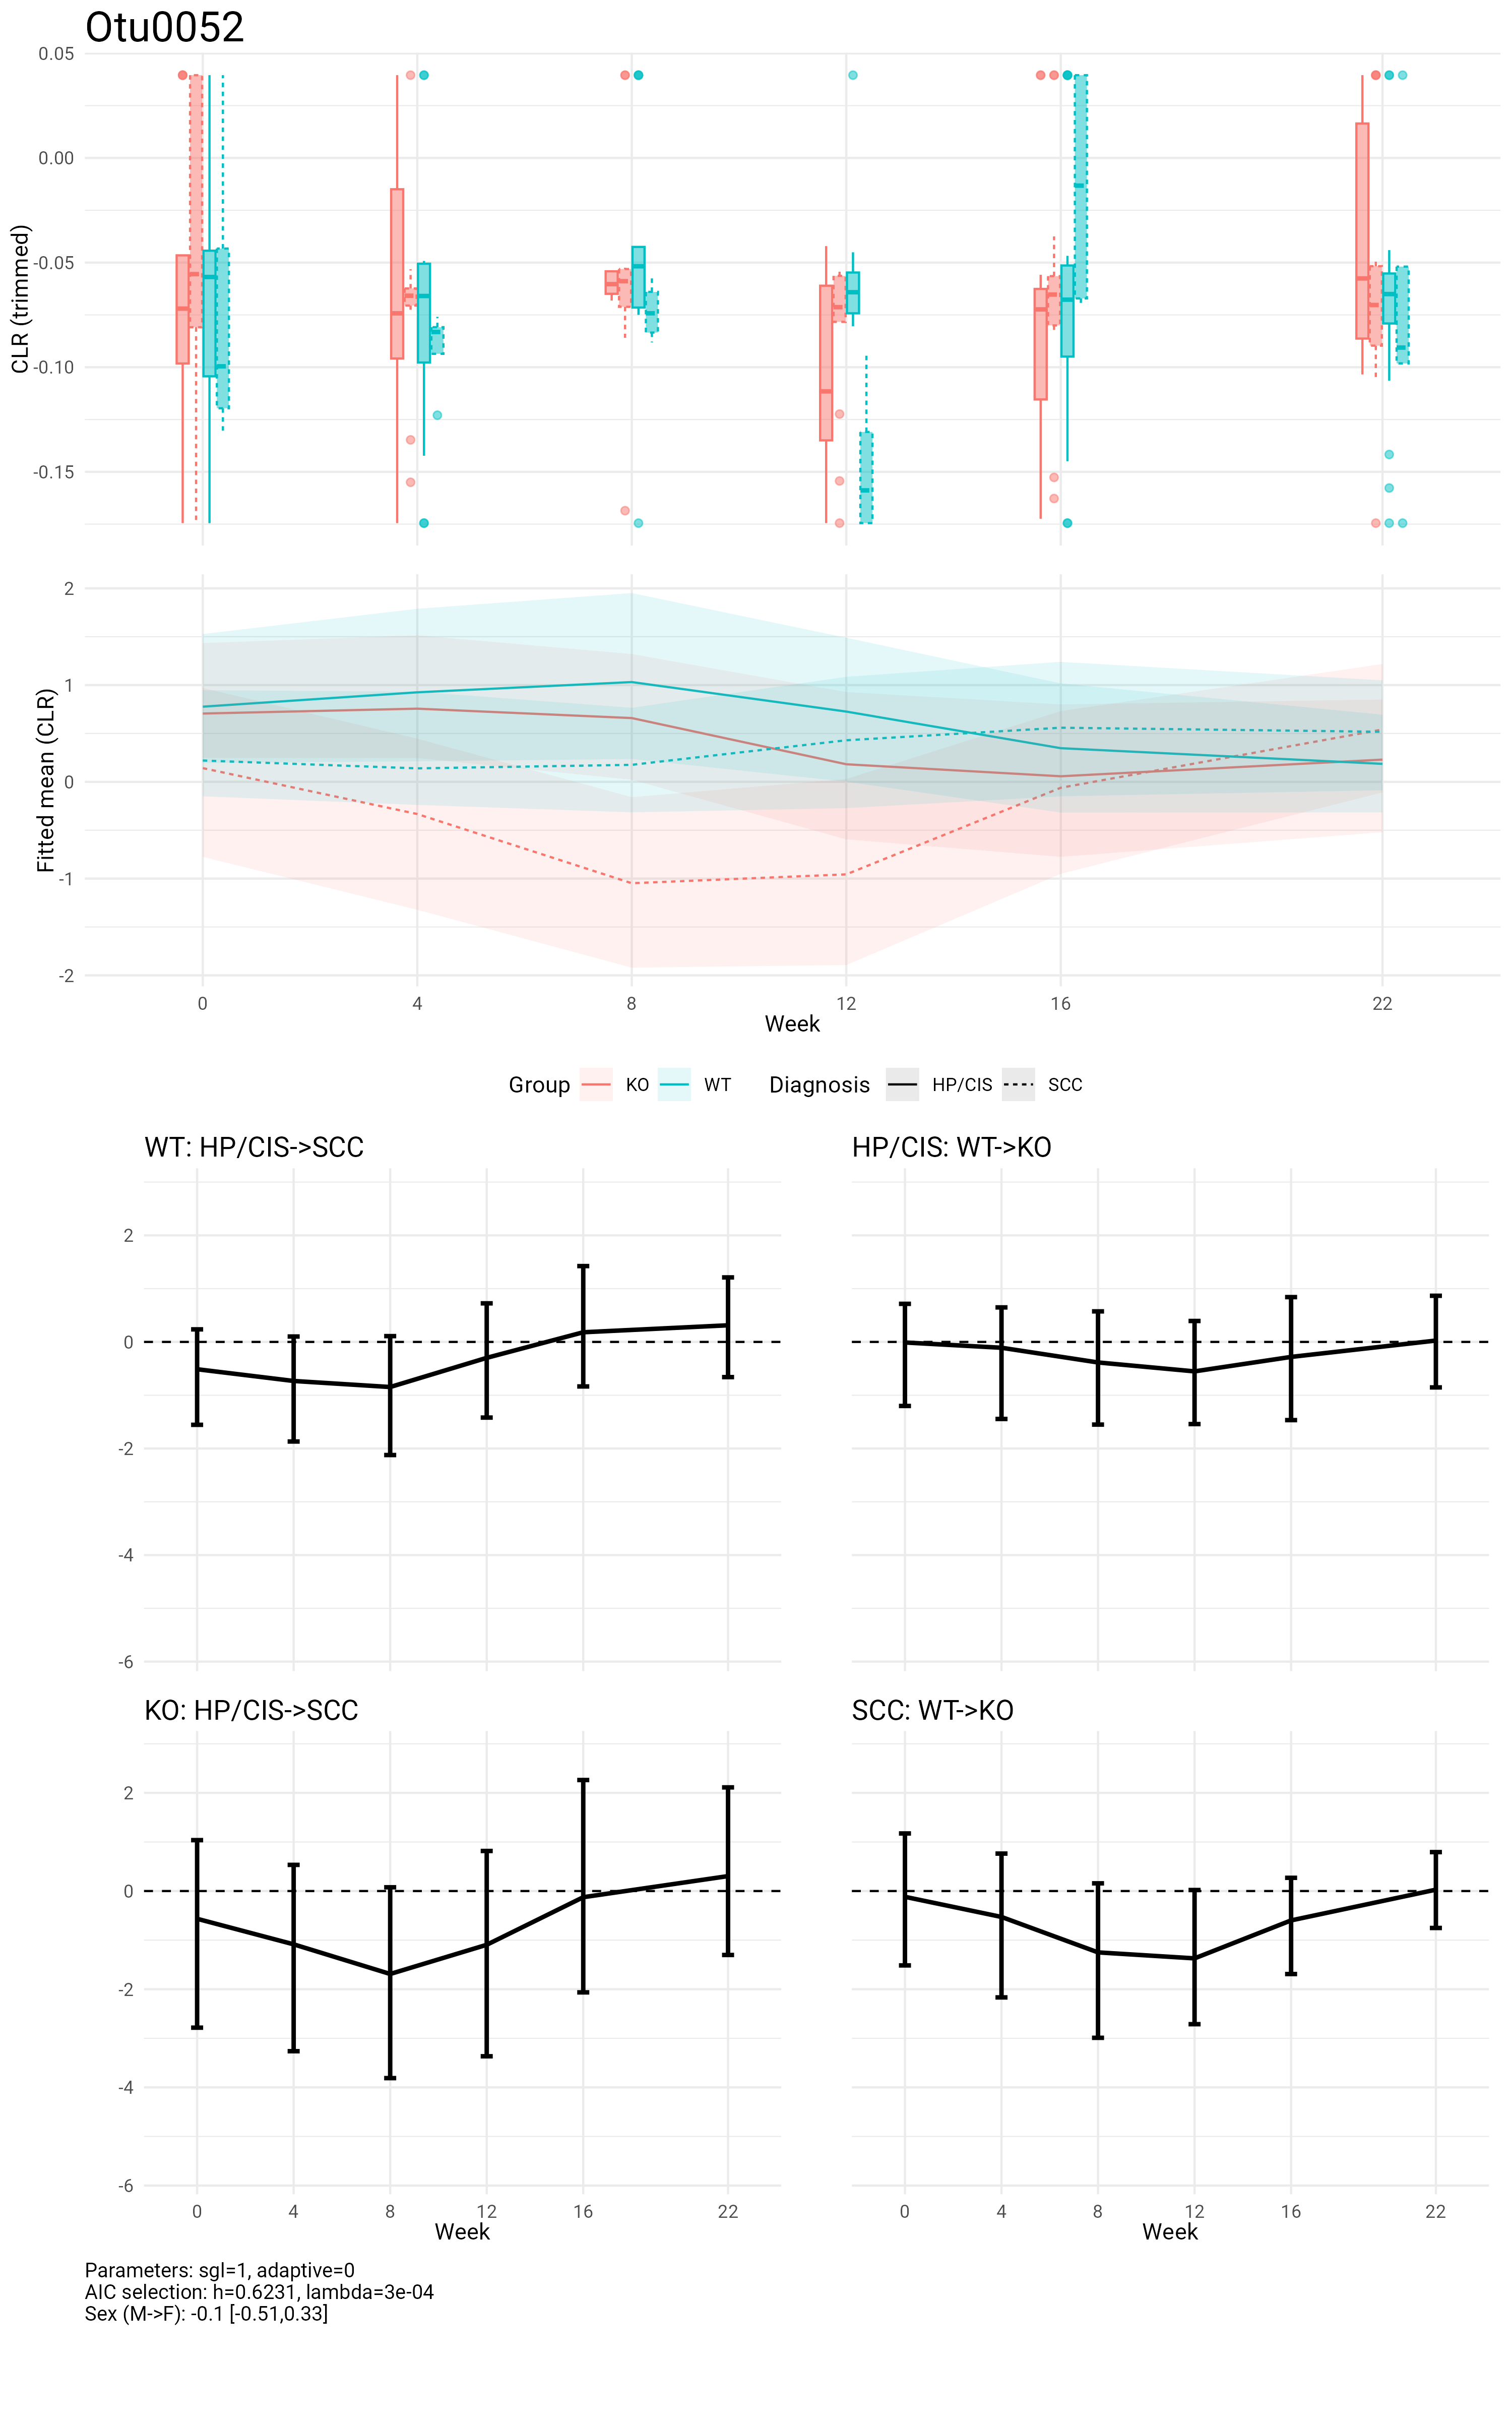 Otu0052
CLR (trimmed)
0.05
0.00
-0.05
-0.10
-0.15
Fitted mean (CLR)
2
1
0
-1
-2
0 4 8 12 16 22
Week
Group KO WT Diagnosis HP/CIS SCC
WT: HP/CIS->SCC HP/CIS: WT->KO
2
0
-2
-4
-6
KO: HP/CIS->SCC SCC: WT->KO
2
0
-2
-4
-6
0 4 8 12 16 22 0 4 8 12 16 22
Week Week
Parameters: sgl=1, adaptive=0
AIC selection: h=0.6231, lambda=3e-04
Sex (M->F): -0.1 [-0.51,0.33]